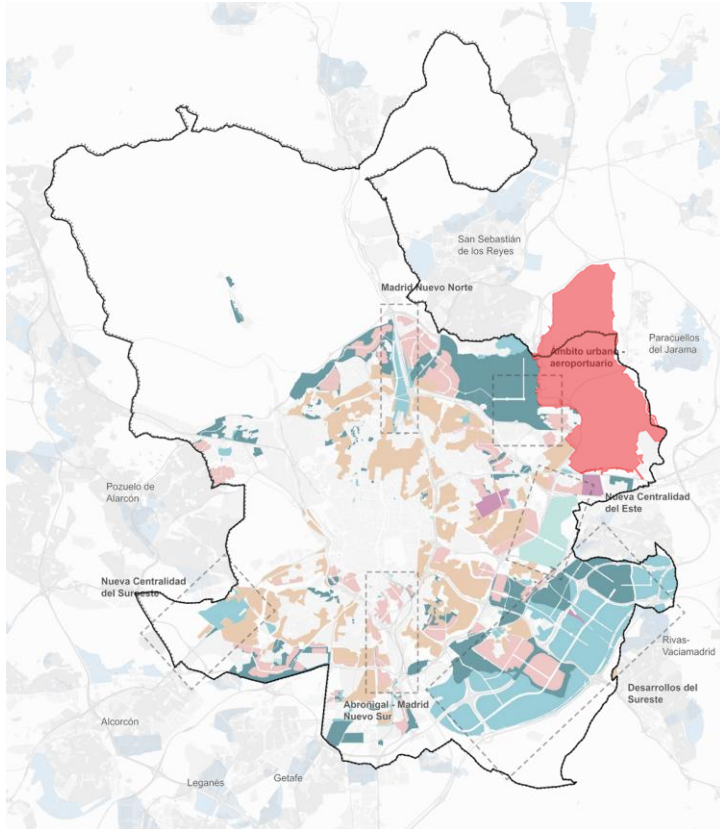 San Sebastián
de los Reyes
Madrid Nuevo Norte
Paracuellos
del Jarama
Ámbito urbano -
aeroportuario
Pozuelo de
Alarcón
Nueva Centralidad
del Este
Nueva Centralidad
del Suroeste
Rivas-
Vaciamadrid
Desarrollos del
Sureste
Abroñigal - Madrid
Nuevo Sur
Alcorcón
Getafe
Leganés